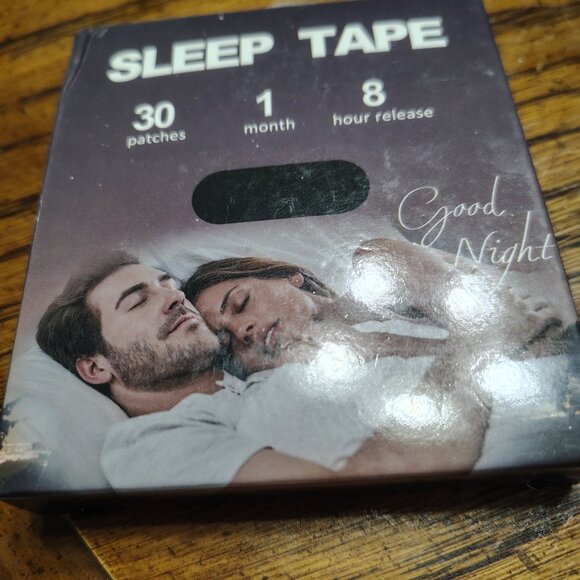 SLEEP TAPE
30 1 8
patches month hour release
Good
Night